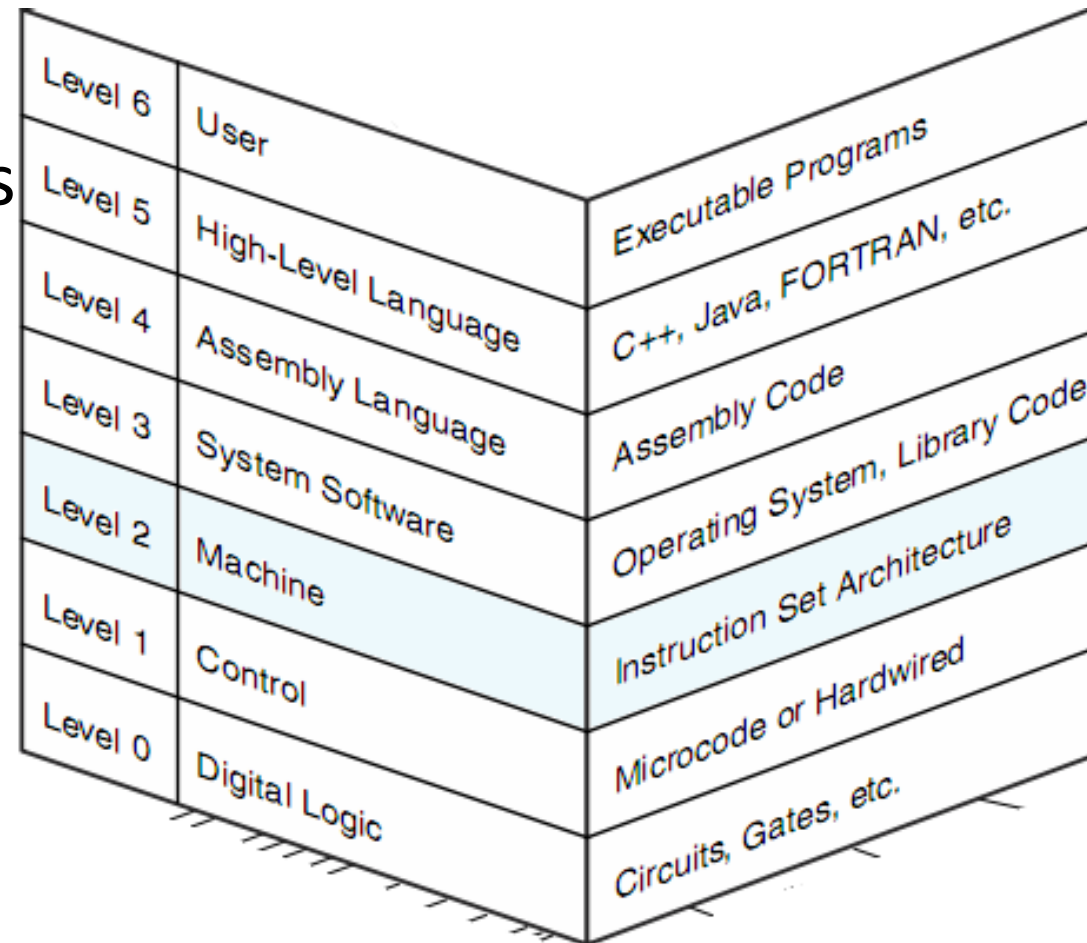 Level 6 User Executable Programs
s
Level 5 High-Level Language C++, Java, FORTRAN, etc.
Level 4 Assembly Language Assembly Code
Level 3 System Software Operating System, Library Code
Level 2 Machine Instruction Set Architecture
Level 1 Control Microcode or Hardwired
Level 0 Digital Logic Circuits, Gates, etc.